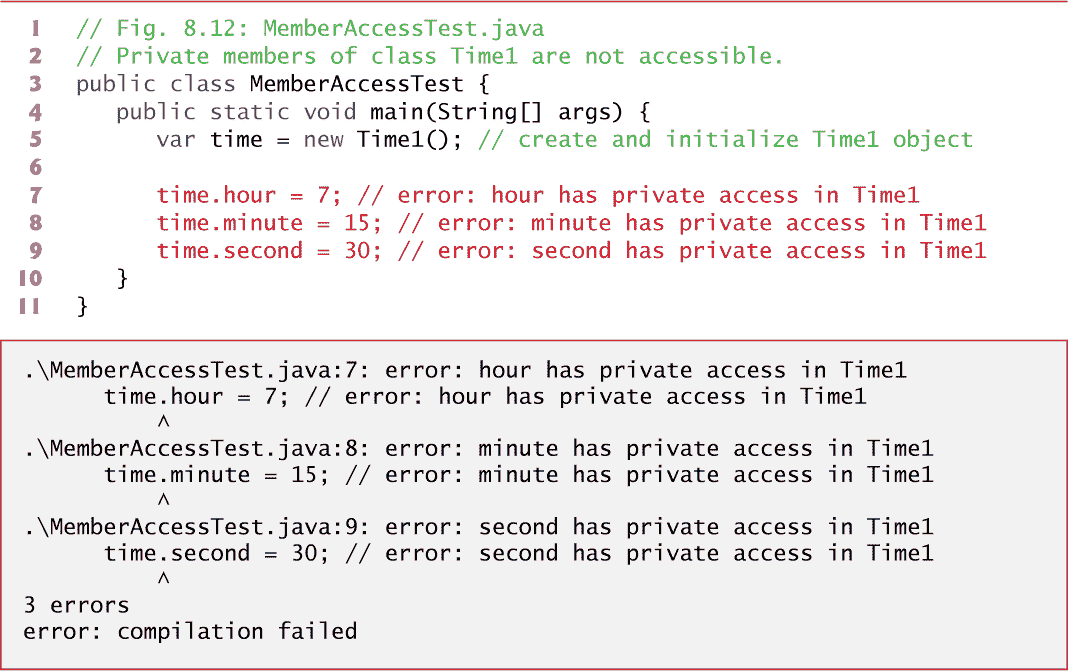 1 // Fig. 8.12: MemberAccessTest.java
2 // Private members of class Time1 are not accessible.
3 public class MemberAccessTest {
4 public static void main(String[] args) {
5 var time = new Time1(); // create and initialize Time1 object
6
7 time.hour = 7; // error: hour has private access in Time1
8 time.minute = 15; // error: minute has private access in Time1
9 time.second = 30; // error: second has private access in Time1
10 }
11 }
.\MemberAccessTest.java:7: error: hour has private access in Time1
time.hour = 7; // error: hour has private access in Time1
^
.\MemberAccessTest.java:8: error: minute has private access in Time1
time.minute = 15; // error: minute has private access in Time1
^
.\MemberAccessTest.java:9: error: second has private access in Time1
time.second = 30; // error: second has private access in Time1
^
3 errors
error: compilation failed